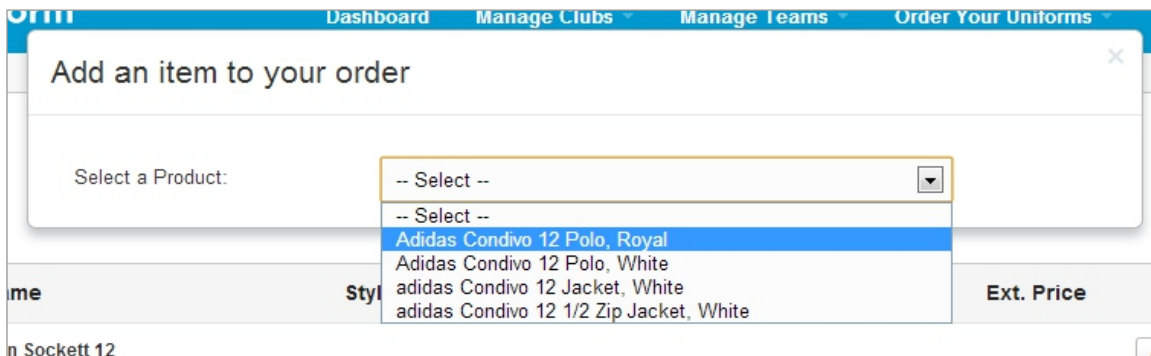 Dashboard Manage Clubs Manage Teams Order Your Uniforms
Add an item to your order ×
Select a Product: -- Select --
-- Select --
Adidas Condivo 12 Polo, Royal
Adidas Condivo 12 Polo, White
adidas Condivo 12 Jacket, White
adidas Condivo 12 1/2 Zip Jacket, White
Ext. Price
Sockett 12